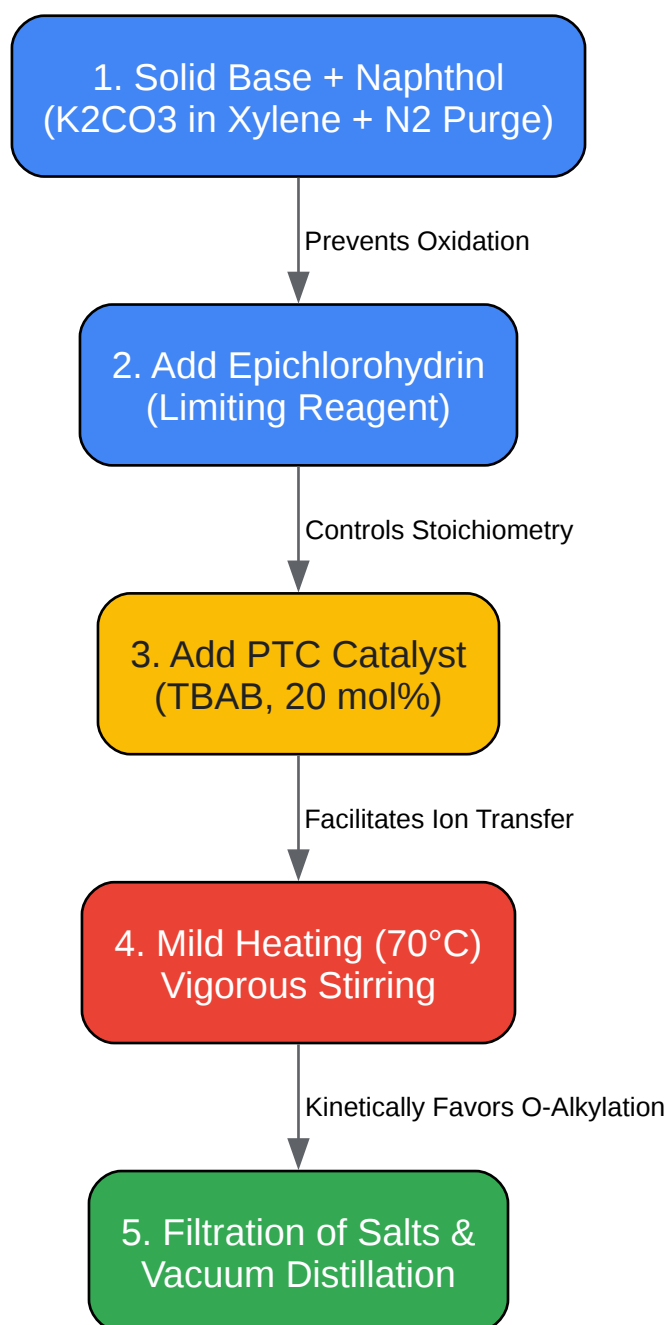 1. Solid Base + Naphthol
(K2CO3 in Xylene + N2 Purge)
Prevents Oxidation
2. Add Epichlorohydrin
(Limiting Reagent)
Controls Stoichiometry
3. Add PTC Catalyst
(TBAB, 20 mol%)
Facilitates Ion Transfer
4. Mild Heating (70°C)
Vigorous Stirring
Kinetically Favors O-Alkylation
5. Filtration of Salts &
Vacuum Distillation